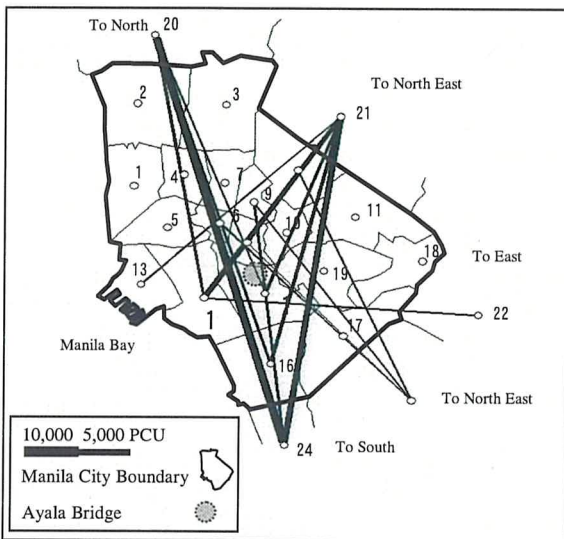 To North 20
To North East
21
2
3
1
4
7
9
5
6
10
11
13
18
To East
19
1
22
17
Manila Bay
16
To North East
24
To South
10,000 5,000 PCU
Manila City Boundary
Ayala Bridge